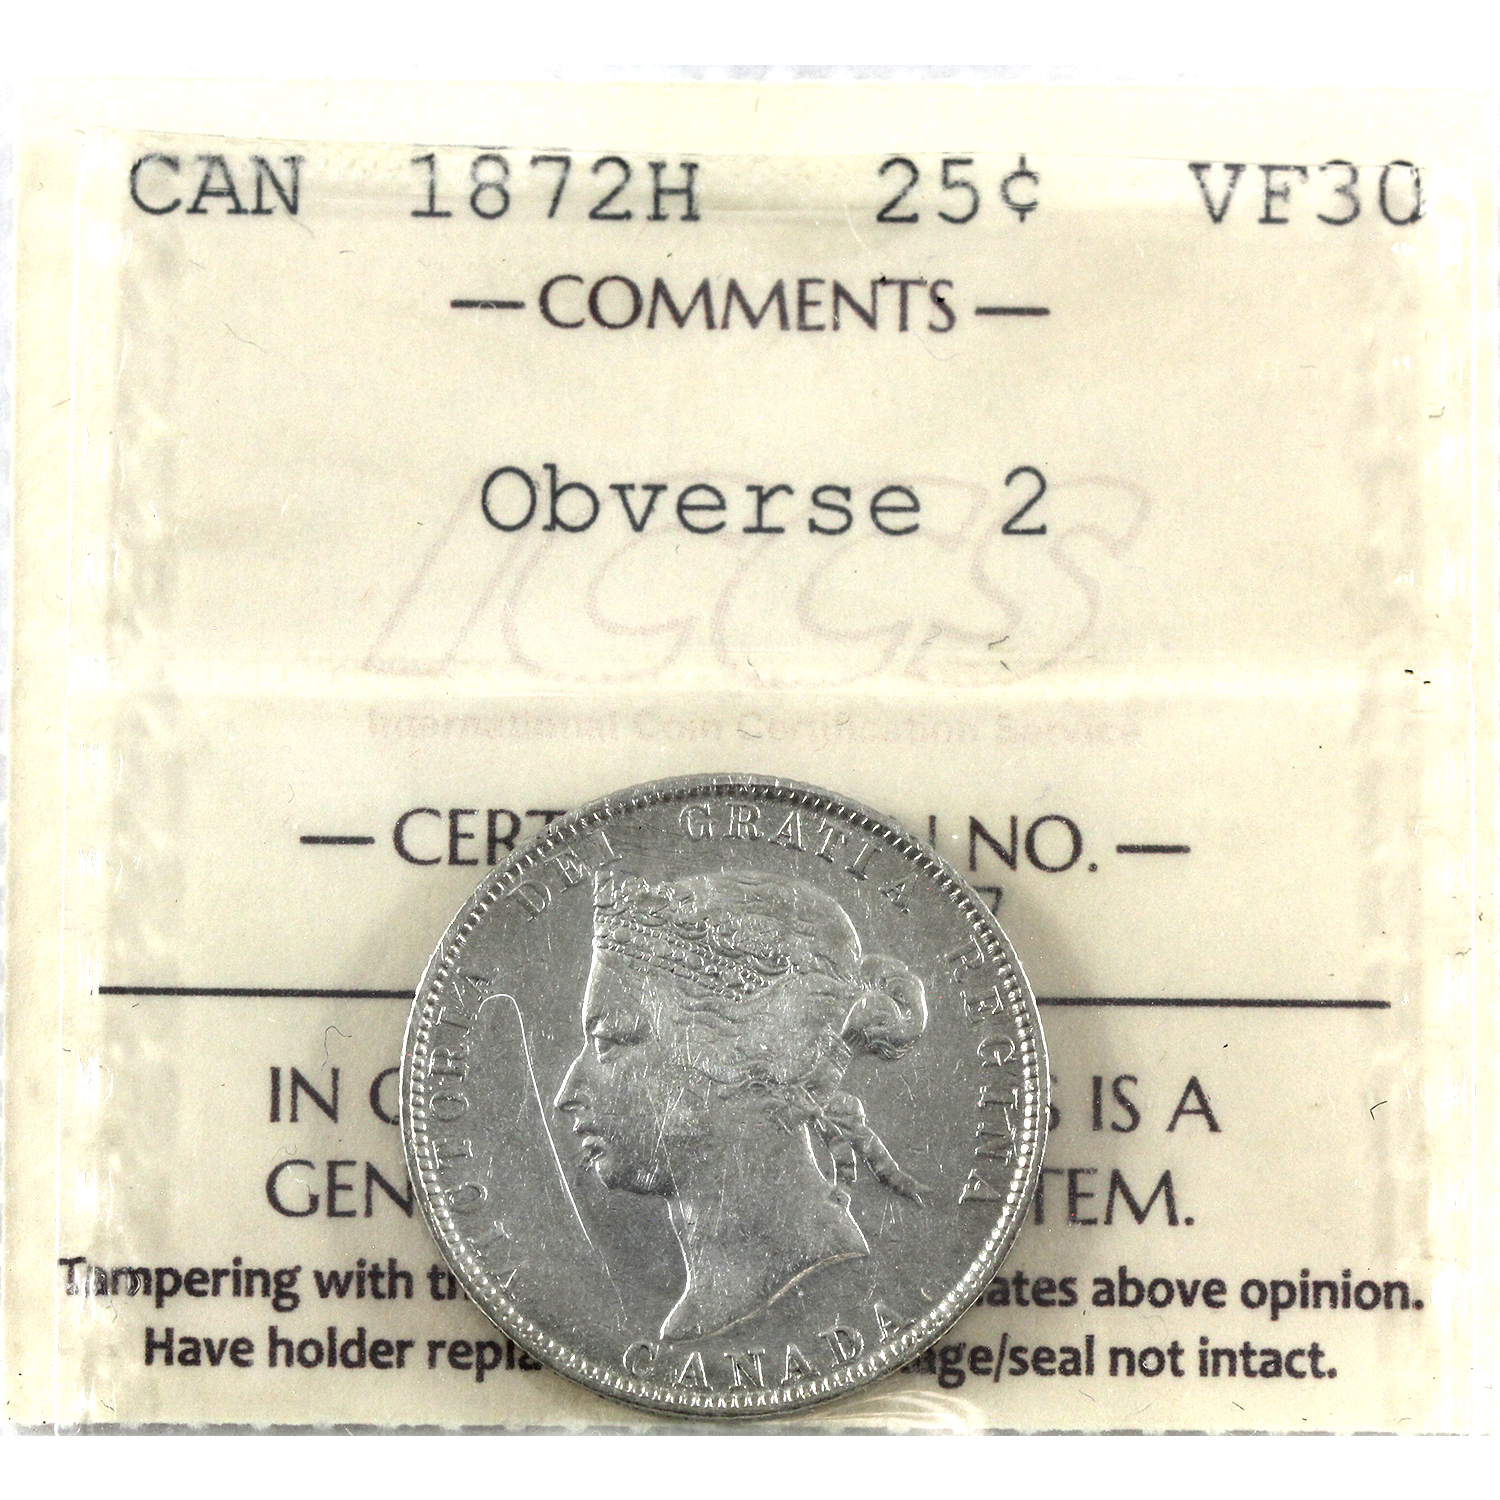 CAN 1872H 25¢ VF30
— COMMENTS —
Obverse 2
ICCS
International Coin Certification Service
— CERT N NO. —
7
IN S IS A
GEN TEM.
Tampering with ates above opinion.
Have holder repla age/seal not intact.
VICTORIA DEI GRATIA REGINA
CANADA